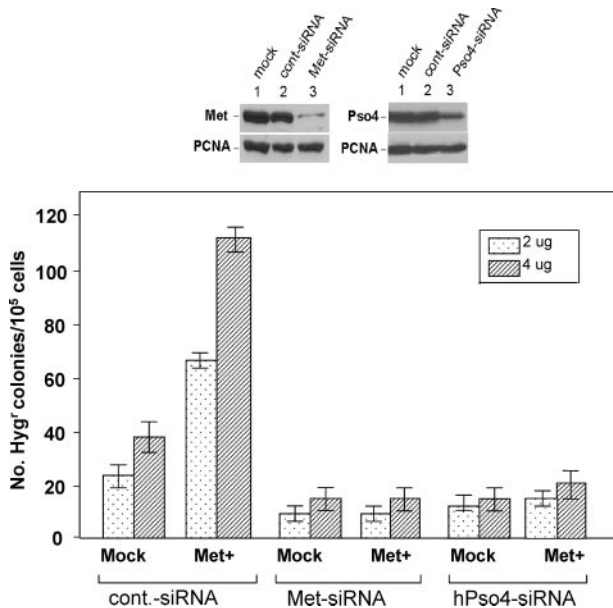 mock
cont-siRNA
Met-siRNA
1 2 3
Met
PCNA
mock
cont-siRNA
Pso4-siRNA
1 2 3
Pso4
PCNA
No. Hygʳ colonies/10⁵ cells
120
100
80
60
40
20
0
2 ug
4 ug
Mock Met+ Mock Met+ Mock Met+
cont.-siRNA Met-siRNA hPso4-siRNA